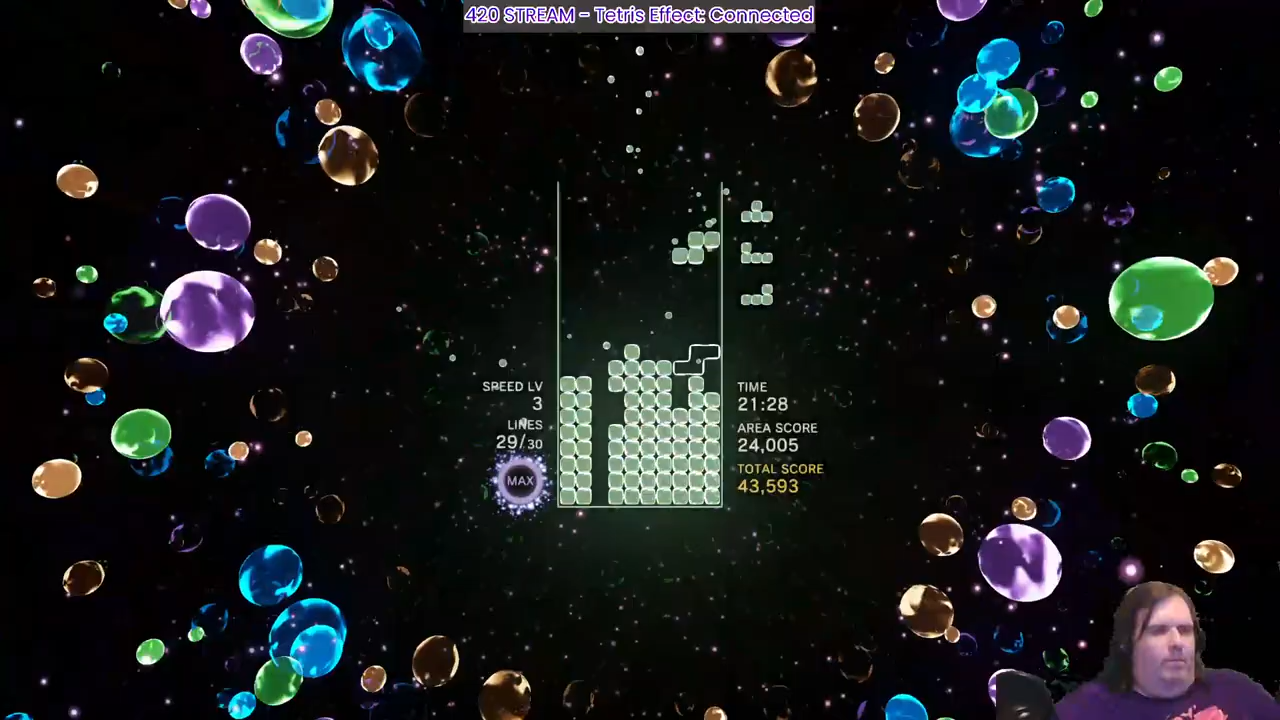 420 STREAM - Tetris Effect: Connected
SPEED LV
3
LINES
29/30
MAX
TIME
21:28
AREA SCORE
24,005
TOTAL SCORE
43,593